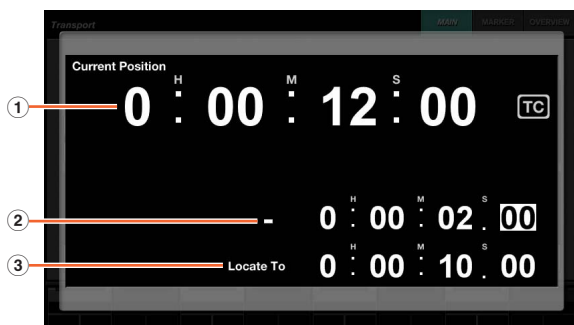 Transport MAIN MARKER OVERVIEW
Current Position
H M S
① 0 : 00 : 12 : 00 TC
H M S
② - 0 : 00 : 02 . 00
H M S
③ Locate To 0 : 00 : 10 . 00